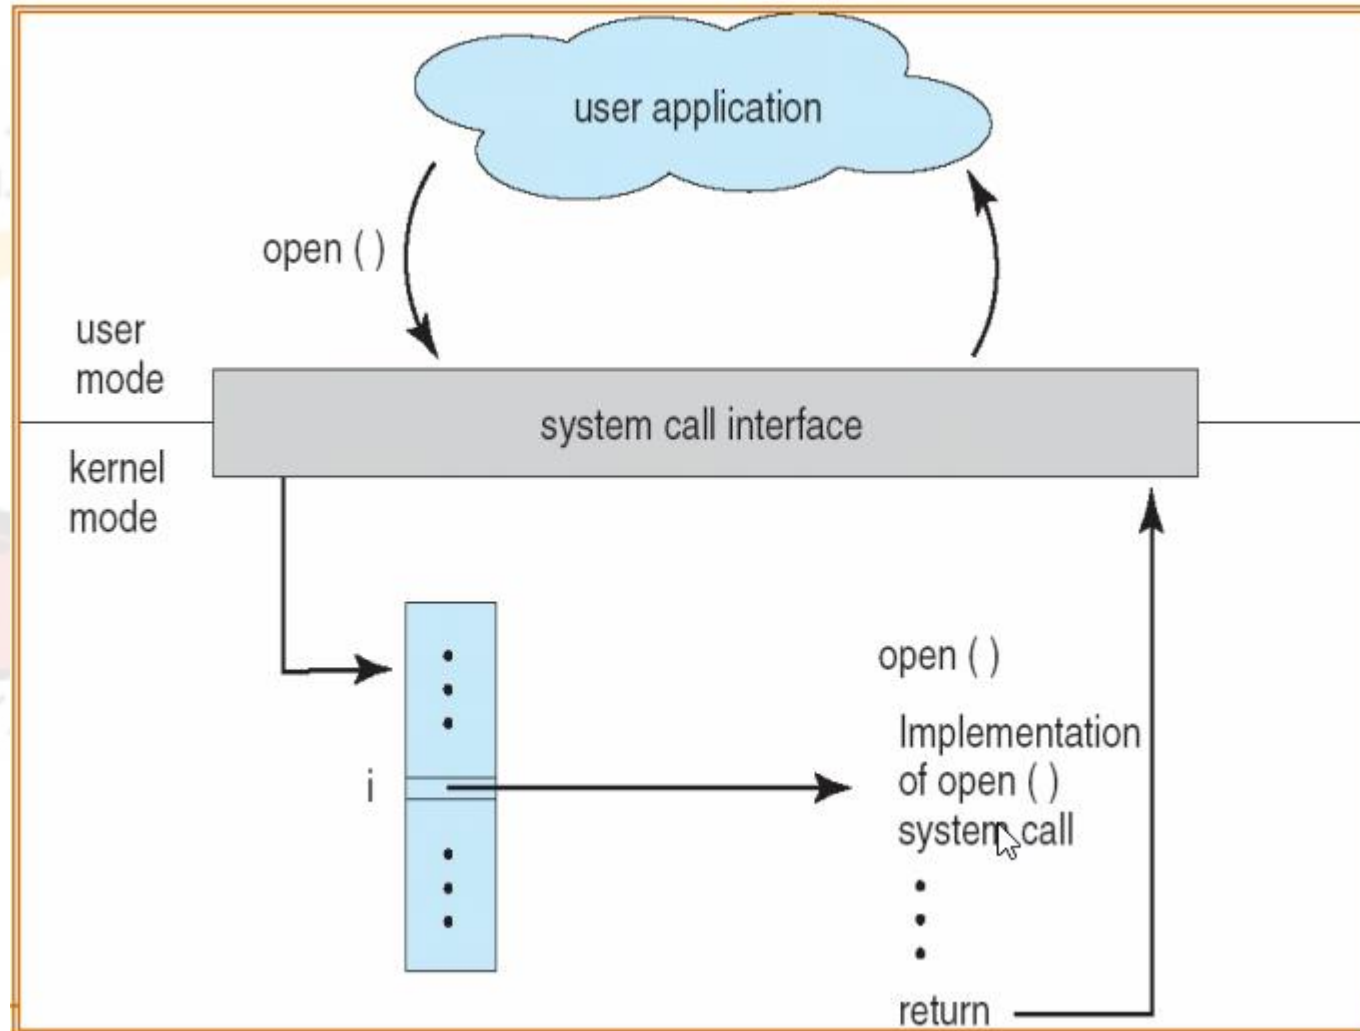 user application
open ( )
user
mode
system call interface
kernel
mode
open ( )
Implementation
of open ( )
system call
i
return